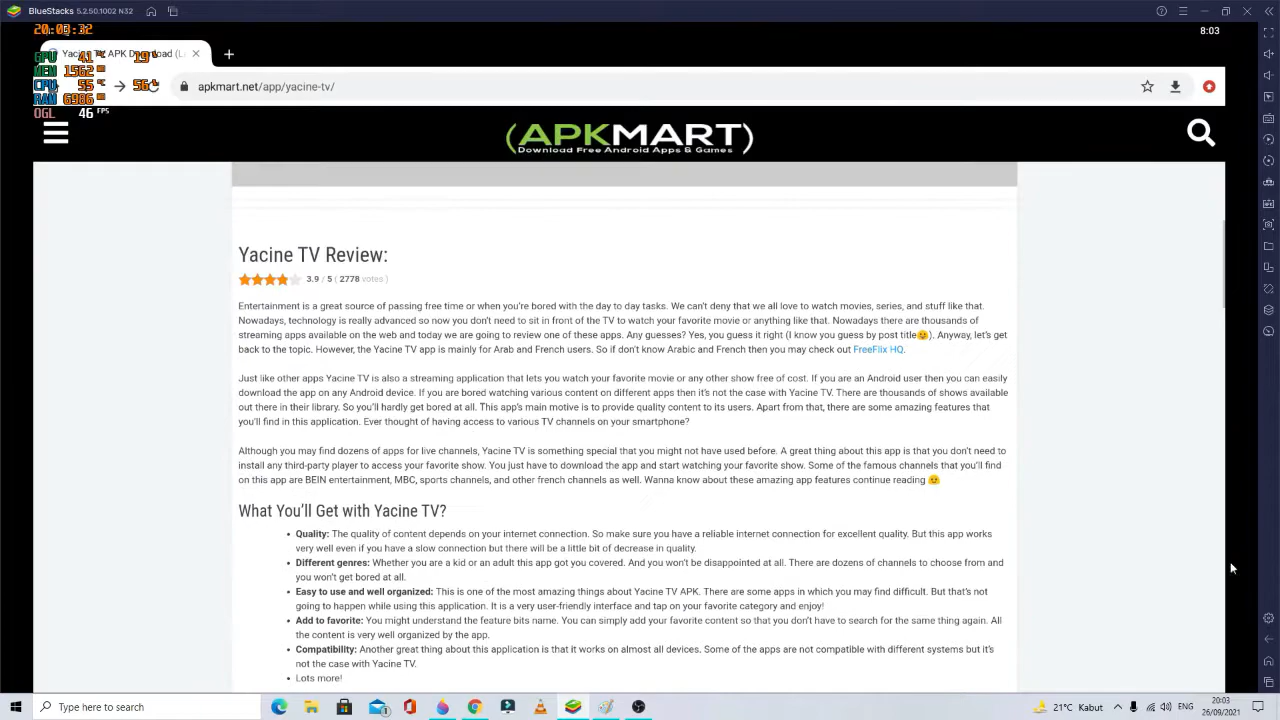 BlueStacks
5.2.50.1002 N32
20:03:32
8:03
Yacine TV APK Download (L
GPU 41 °C 19 %
MEM 1562 MB
CPU 55 °C 56 %
RAM 6986 MB
OGL 46 FPS
apkmart.net/app/yacine-tv/
(APKMART)
Download Free Android Apps & Games
Yacine TV Review:
3.9 / 5 ( 2778 votes )
Entertainment is a great source of passing free time or when you're bored with the day to day tasks. We can't deny that we all love to watch movies, series, and stuff like that.
Nowadays, technology is really advanced so now you don't need to sit in front of the TV to watch your favorite movie or anything like that. Nowadays there are thousands of
streaming apps available on the web and today we are going to review one of these apps. Any guesses? Yes, you guess it right (I know you guess by post title🙂). Anyway, let's get
back to the topic. However, the Yacine TV app is mainly for Arab and French users. So if don't know Arabic and French then you may check out FreeFlix HQ.
Just like other apps Yacine TV is also a streaming application that lets you watch your favorite movie or any other show free of cost. If you are an Android user then you can easily
download the app on any Android device. If you are bored watching various content on different apps then it's not the case with Yacine TV. There are thousands of shows available
out there in their library. So you'll hardly get bored at all. This app's main motive is to provide quality content to its users. Apart from that, there are some amazing features that
you'll find in this application. Ever thought of having access to various TV channels on your smartphone?
Although you may find dozens of apps for live channels, Yacine TV is something special that you might not have used before. A great thing about this app is that you don't need to
install any third-party player to access your favorite show. You just have to download the app and start watching your favorite show. Some of the famous channels that you'll find
on this app are BEIN entertainment, MBC, sports channels, and other french channels as well. Wanna know about these amazing app features continue reading 🙂
What You'll Get with Yacine TV?
• Quality: The quality of content depends on your internet connection. So make sure you have a reliable internet connection for excellent quality. But this app works
very well even if you have a slow connection but there will be a little bit of decrease in quality.
• Different genres: Whether you are a kid or an adult this app got you covered. And you won't be disappointed at all. There are dozens of channels to choose from and
you won't get bored at all.
• Easy to use and well organized: This is one of the most amazing things about Yacine TV APK. There are some apps in which you may find difficult. But that's not
going to happen while using this application. It is a very user-friendly interface and tap on your favorite category and enjoy!
• Add to favorite: You might understand the feature bits name. You can simply add your favorite content so that you don't have to search for the same thing again. All
the content is very well organized by the app.
• Compatibility: Another great thing about this application is that it works on almost all devices. Some of the apps are not compatible with different systems but it's
not the case with Yacine TV.
• Lots more!
Type here to search
21°C Kabut
ENG
20:03
26/09/2021